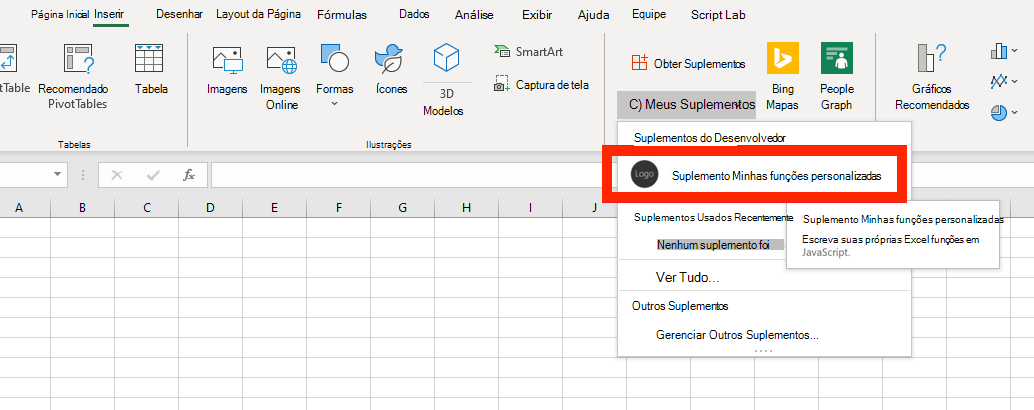 Página Inicial Inserir Desenhar Layout da Página Fórmulas Dados Análise Exibir Ajuda Equipe Script Lab
SmartArt
Captura de tela
Obter Suplementos
C) Meus Suplementos
Table
Recomendado
PivotTables
Tabela
Imagens
Imagens
Online
Formas
Ícones
3D
Modelos
Bing
Mapas
People
Graph
Gráficos
Recomendados
Tabelas
Ilustrações
Suplementos do Desenvolvedor
Logo
Suplemento Minhas funções personalizadas
A B C D E F G H I J
Suplementos Usados Recentemente
Nenhum suplemento foi
Suplemento Minhas funções personalizadas
Escreva suas próprias Excel funções em
JavaScript.
Ver Tudo...
Outros Suplementos
Gerenciar Outros Suplementos...